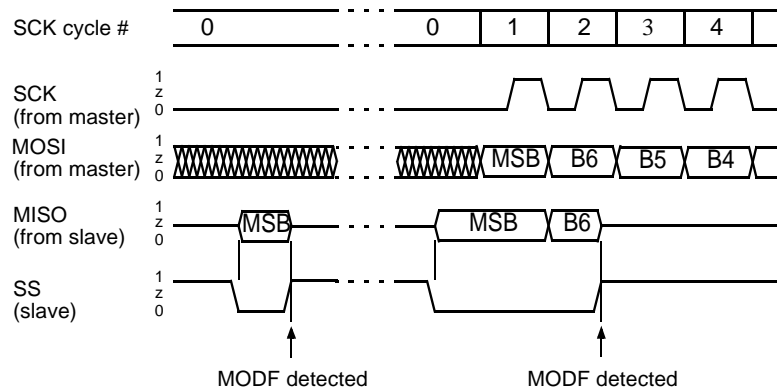 SCK cycle # 0 0 1 2 3 4
SCK
(from master)
1
z
0
MOSI
(from master)
1
z
0
MSB B6 B5 B4
MISO
(from slave)
1
z
0
MSB MSB B6
SS
(slave)
1
z
0
MODF detected MODF detected